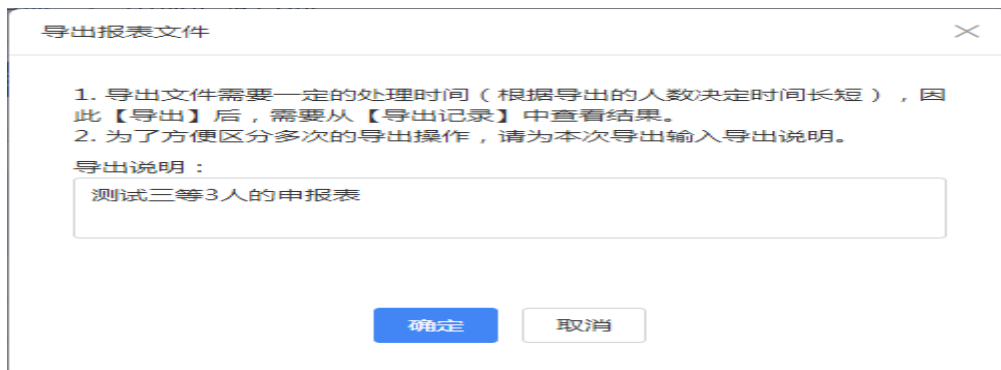 导出报表文件
1. 导出文件需要一定的处理时间（根据导出的人数决定时间长短），因
此【导出】后，需要从【导出记录】中查看结果。
2. 为了方便区分多次的导出操作，请为本次导出输入导出说明。
导出说明：
测试三等3人的申报表
确定
取消